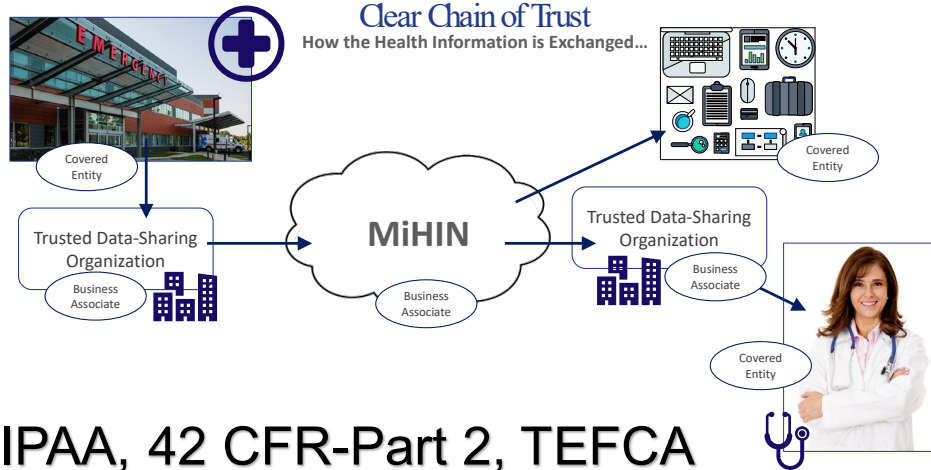 Clear Chain of Trust
How the Health Information is Exchanged…
EMERGENCY
Covered
Entity
Trusted Data-Sharing
Organization
Business
Associate
MiHIN
Business
Associate
Covered
Entity
Trusted Data-Sharing
Organization
Business
Associate
Covered
Entity
IPAA, 42 CFR-Part 2, TEFCA